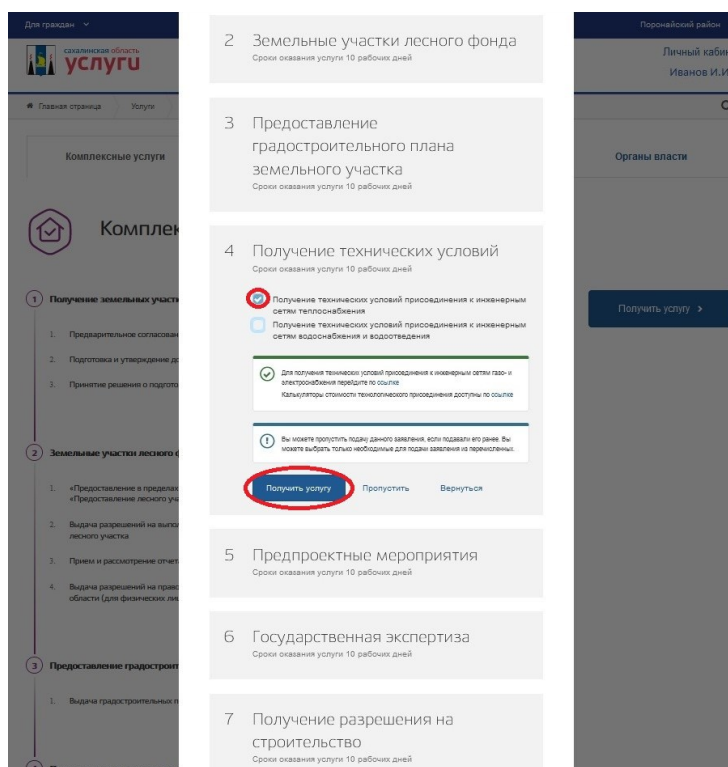 Для граждан
Поронайский район
сахалинская область
услуги
Личный кабин
Иванов И.И
Главная страница
Услуги
Комплексные услуги
Органы власти
Комплек
1 Получение земельных участк
1. Предварительное согласован
2. Подготовка и утверждение до
3. Принятие решения о подгото
2 Земельные участки лесного ф
1. «Предоставление в пределах
«Предоставление лесного уча
2. Выдача разрешений на выпол
лесного участка
3. Прием и рассмотрение отчет
4. Выдача разрешений на право
области (для физических лиц
3 Предоставление градостроит
1. Выдача градостроительных п
2 Земельные участки лесного фонда
Сроки оказания услуги 10 рабочих дней
3 Предоставление
градостроительного плана
земельного участка
Сроки оказания услуги 10 рабочих дней
4 Получение технических условий
Сроки оказания услуги 10 рабочих дней
Получение технических условий присоединения к инженерным
сетям теплоснабжения
Получение технических условий присоединения к инженерным
сетям водоснабжения и водоотведения
Для получения технических условий присоединения к инженерным сетям газо- и
электроснабжения перейдите по ссылке
Калькуляторы стоимости технологического присоединения доступны по ссылке
Вы можете пропустить подачу данного заявления, если подавали его ранее. Вы
можете выбрать только необходимые для подачи заявления из перечисленных.
Получить услугу
Пропустить
Вернуться
5 Предпроектные мероприятия
Сроки оказания услуги 10 рабочих дней
6 Государственная экспертиза
Сроки оказания услуги 10 рабочих дней
7 Получение разрешения на
строительство
Сроки оказания услуги 10 рабочих дней
Получить услугу >